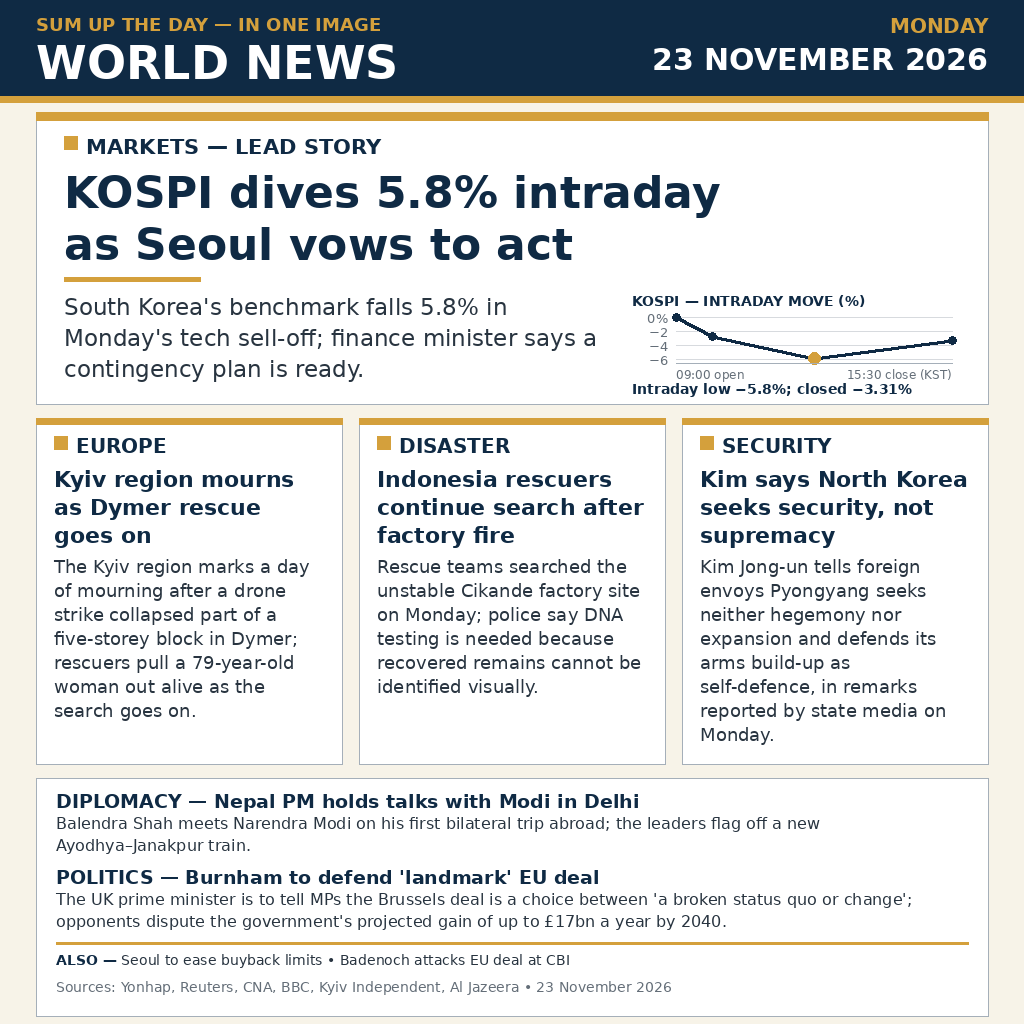 SUM UP THE DAY — IN ONE IMAGE
WORLD NEWS
MONDAY
23 NOVEMBER 2026
MARKETS — LEAD STORY
KOSPI dives 5.8% intraday
as Seoul vows to act
South Korea's benchmark falls 5.8% in
Monday's tech sell-off; finance minister says a
contingency plan is ready.
KOSPI — INTRADAY MOVE (%)
0%
−2
−4
−6
09:00 open
15:30 close (KST)
Intraday low −5.8%; closed −3.31%
EUROPE
Kyiv region mourns
as Dymer rescue
goes on
The Kyiv region marks a day
of mourning after a drone
strike collapsed part of a
five-storey block in Dymer;
rescuers pull a 79-year-old
woman out alive as the
search goes on.
DISASTER
Indonesia rescuers
continue search after
factory fire
Rescue teams searched the
unstable Cikande factory site
on Monday; police say DNA
testing is needed because
recovered remains cannot be
identified visually.
SECURITY
Kim says North Korea
seeks security, not
supremacy
Kim Jong-un tells foreign
envoys Pyongyang seeks
neither hegemony nor
expansion and defends its
arms build-up as
self-defence, in remarks
reported by state media on
Monday.
DIPLOMACY — Nepal PM holds talks with Modi in Delhi
Balendra Shah meets Narendra Modi on his first bilateral trip abroad; the leaders flag off a new
Ayodhya–Janakpur train.
POLITICS — Burnham to defend 'landmark' EU deal
The UK prime minister is to tell MPs the Brussels deal is a choice between 'a broken status quo or change';
opponents dispute the government's projected gain of up to £17bn a year by 2040.
ALSO — Seoul to ease buyback limits • Badenoch attacks EU deal at CBI
Sources: Yonhap, Reuters, CNA, BBC, Kyiv Independent, Al Jazeera • 23 November 2026